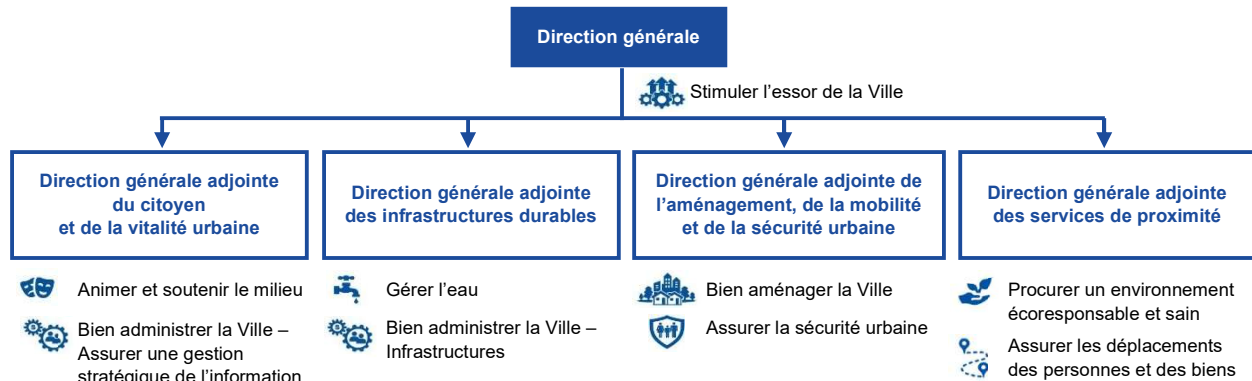 Direction générale
Stimuler l’essor de la Ville
Direction générale adjointe
du citoyen
et de la vitalité urbaine
Direction générale adjointe
des infrastructures durables
Direction générale adjointe de
l’aménagement, de la mobilité
et de la sécurité urbaine
Direction générale adjointe
des services de proximité
Animer et soutenir le milieu
Bien administrer la Ville –
Assurer une gestion
stratégique de l’information
Gérer l’eau
Bien administrer la Ville –
Infrastructures
Bien aménager la Ville
Assurer la sécurité urbaine
Procurer un environnement
écoresponsable et sain
Assurer les déplacements
des personnes et des biens